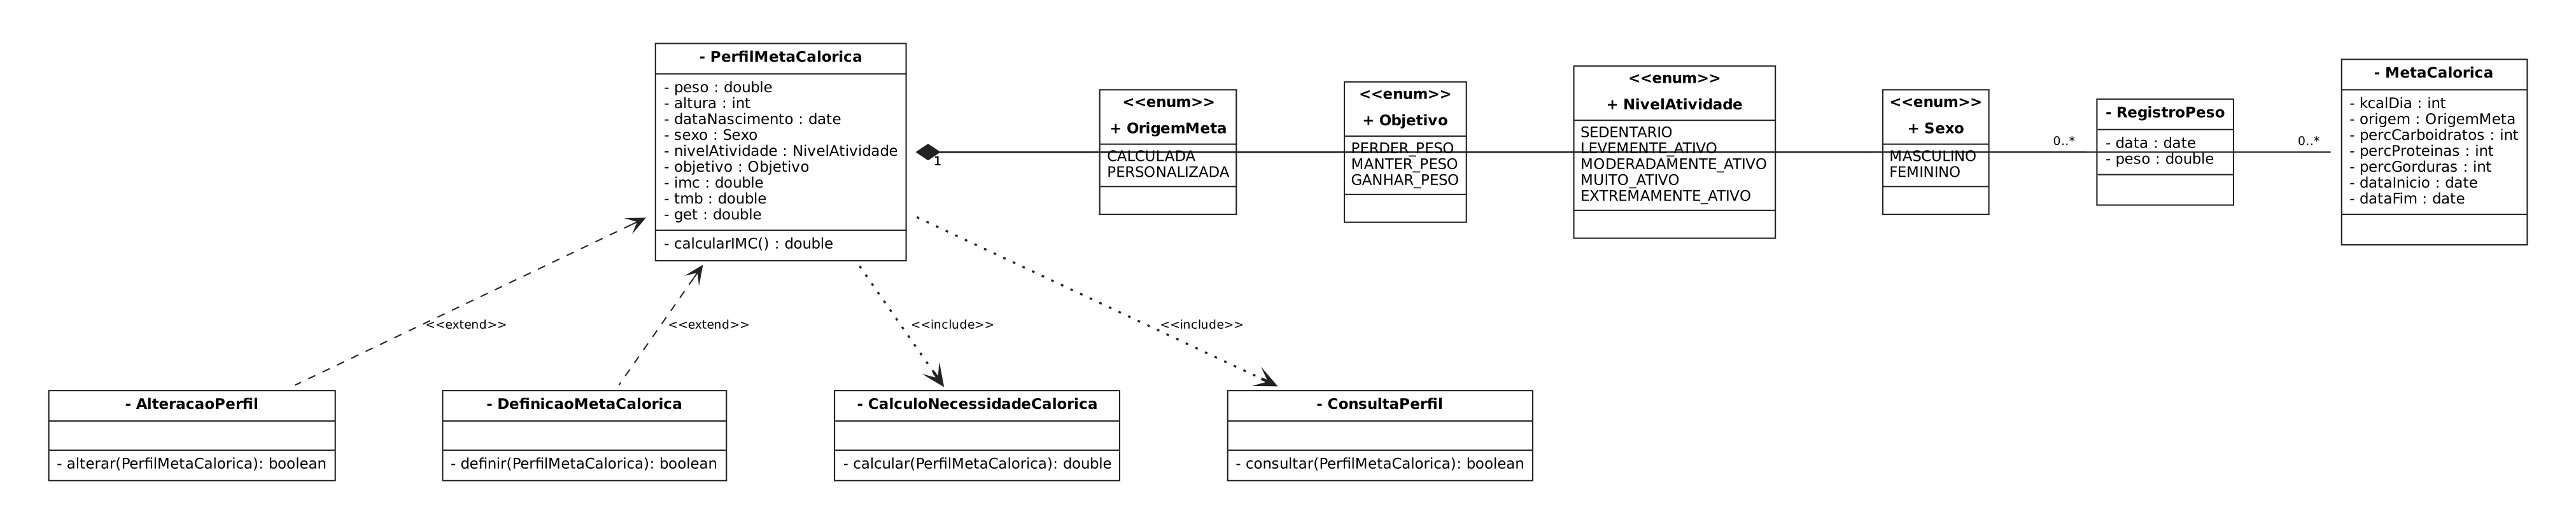 - PerfilMetaCalorica
- peso : double
- altura : int
- dataNascimento : date
- sexo : Sexo
- nivelAtividade : NivelAtividade
- objetivo : Objetivo
- imc : double
- tmb : double
- get : double
- calcularIMC() : double
1
<<enum>>
+ OrigemMeta
CALCULADA
PERSONALIZADA
<<enum>>
+ Objetivo
PERDER_PESO
MANTER_PESO
GANHAR_PESO
<<enum>>
+ NivelAtividade
SEDENTARIO
LEVEMENTE_ATIVO
MODERADAMENTE_ATIVO
MUITO_ATIVO
EXTREMAMENTE_ATIVO
<<enum>>
+ Sexo
MASCULINO
FEMININO
0..*
- RegistroPeso
- data : date
- peso : double
0..*
- MetaCalorica
- kcalDia : int
- origem : OrigemMeta
- percCarboidratos : int
- percProteinas : int
- percGorduras : int
- dataInicio : date
- dataFim : date
<<extend>>
<<extend>>
<<include>>
<<include>>
- AlteracaoPerfil
- alterar(PerfilMetaCalorica): boolean
- DefinicaoMetaCalorica
- definir(PerfilMetaCalorica): boolean
- CalculoNecessidadeCalorica
- calcular(PerfilMetaCalorica): double
- ConsultaPerfil
- consultar(PerfilMetaCalorica): boolean